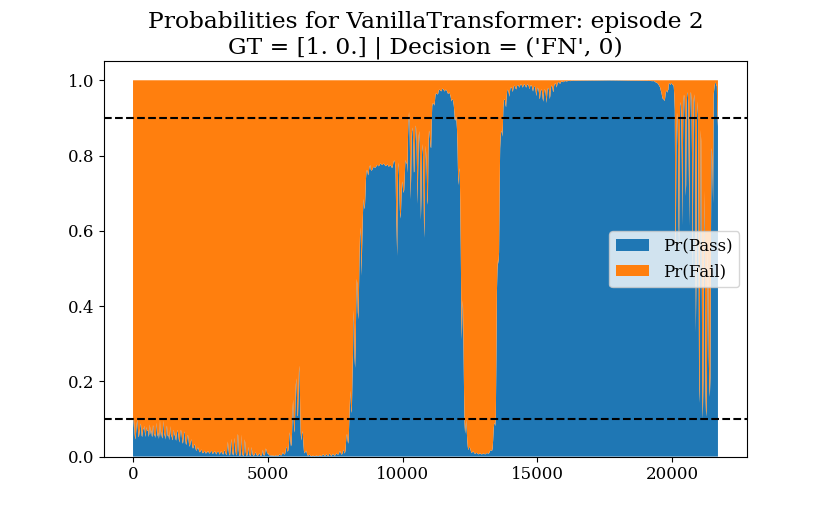 Probabilities for VanillaTransformer: episode 2
GT = [1. 0.] | Decision = ('FN', 0)
1.0
0.8
0.6
0.4
0.2
0.0
Pr(Pass)
Pr(Fail)
0
5000
10000
15000
20000